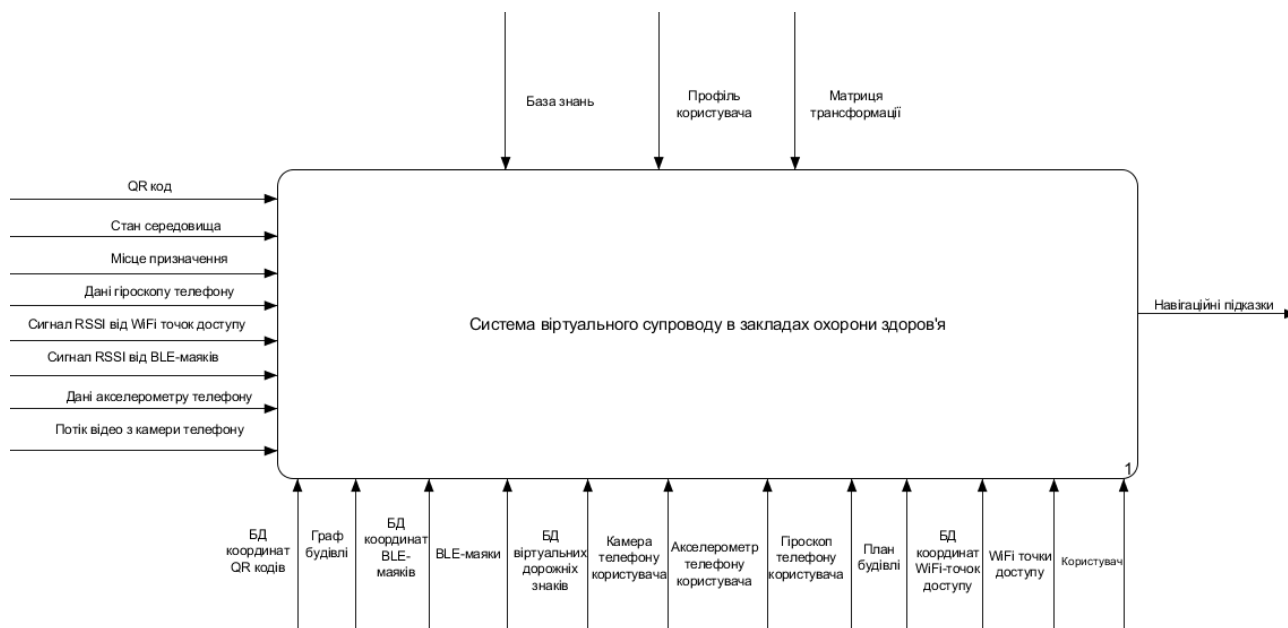 База знань
Профіль
користувача
Матриця
трансформації
QR код
Стан середовища
Місце призначення
Дані гіроскопу телефону
Сигнал RSSI від WiFi точок доступу
Сигнал RSSI від BLE-маяків
Дані акселерометру телефону
Потік відео з камери телефону
Система віртуального супроводу в закладах охорони здоров'я
Навігаційні підказки
1
БД
координат
QR кодів
Граф
будівлі
БД
координат
BLE-
маяків
BLE-маяки
БД
віртуальних
дорожніх
знаків
Камера
телефону
користувача
Акселерометр
телефону
користувача
Гіроскоп
телефону
користувача
План
будівлі
БД
координат
WiFi-точок
доступу
WiFi точки
доступу
Користувач